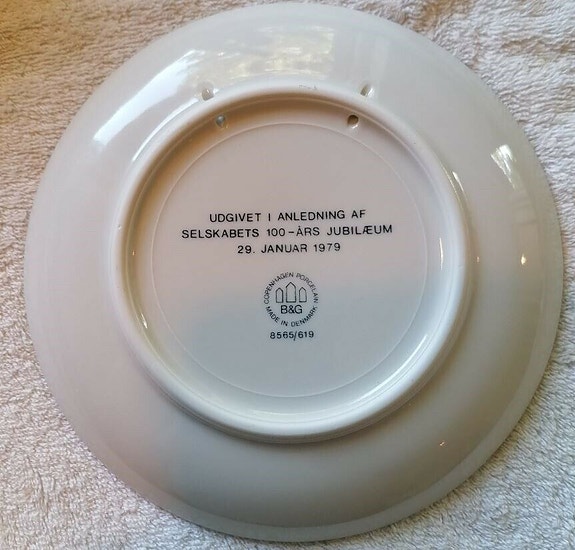 UDGIVET I ANLEDNING AF
SELSKABETS 100-ÅRS JUBILÆUM
29. JANUAR 1979
COPENHAGEN PORCELAIN
B&G
MADE IN DENMARK
8565/619